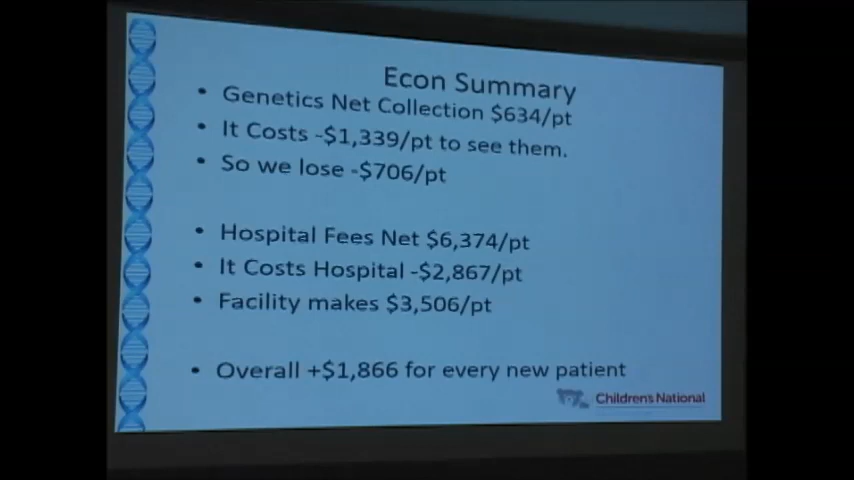 Econ Summary
• Genetics Net Collection $634/pt
• It Costs -$1,339/pt to see them.
• So we lose -$706/pt
• Hospital Fees Net $6,374/pt
• It Costs Hospital -$2,867/pt
• Facility makes $3,506/pt
• Overall +$1,866 for every new patient
Children's National